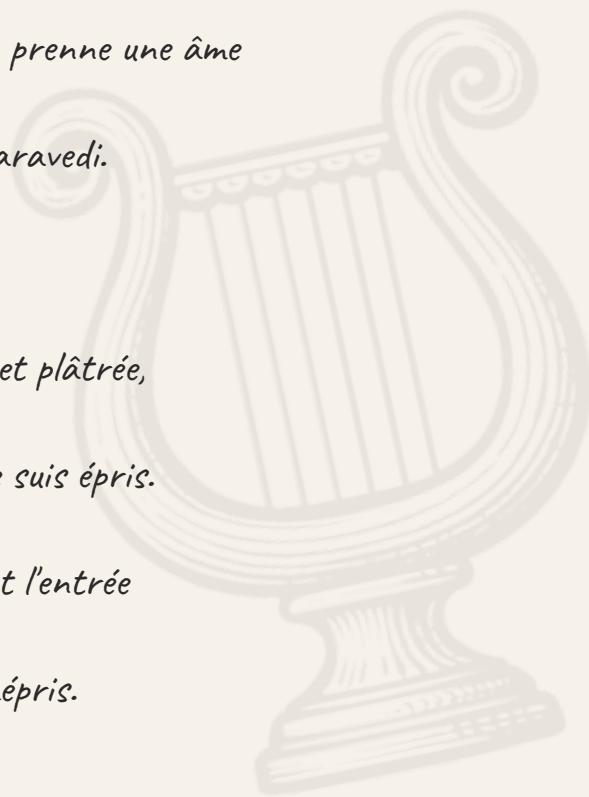 prenne une âme
aravedi.
et plâtrée,
suis épris.
t l'entrée
épris.